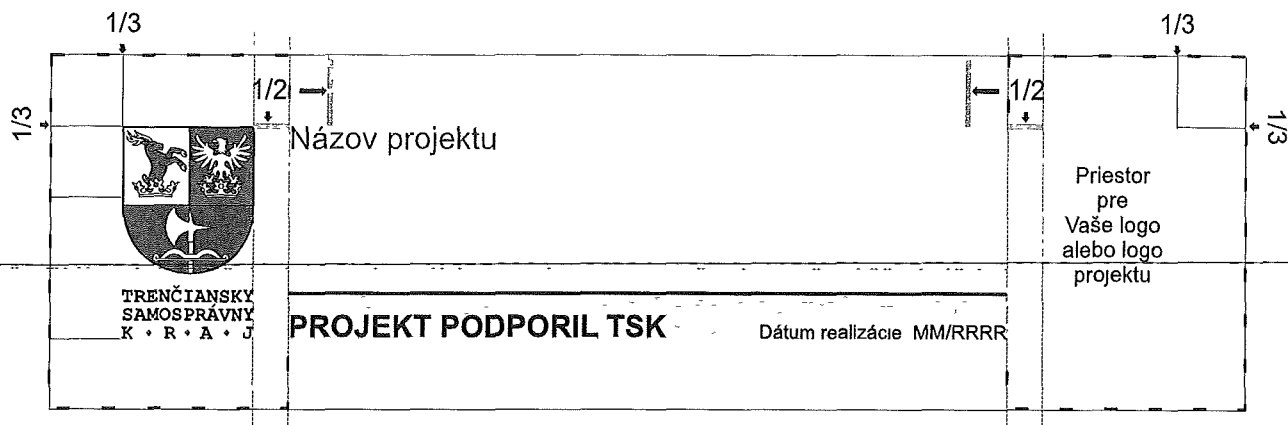 1/3
1/3
1/3
1/2
1/2
1/3
Názov projektu
Priestor
pre
Vaše logo
alebo logo
projektu
TRENČIANSKY
SAMOSPRÁVNY
K • R • A • J
PROJEKT PODPORIL TSK
Dátum realizácie MM/RRRR